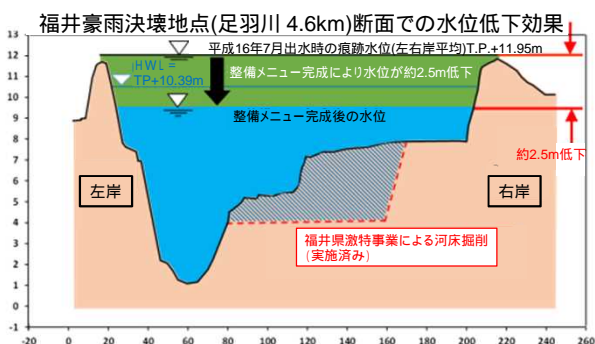 福井豪雨決壊地点(足羽川 4.6km)断面での水位低下効果
平成16年7月出水時の痕跡水位(左右岸平均)T.P.+11.95m
HWL =
TP+10.39m
整備メニュー完成により水位が約2.5m低下
整備メニュー完成後の水位
約2.5m低下
左岸
右岸
福井県激特事業による河床掘削
(実施済み)
13
12
11
10
9
8
7
6
5
4
3
2
1
0
-1
-20 0 20 40 60 80 100 120 140 160 180 200 220 240 260